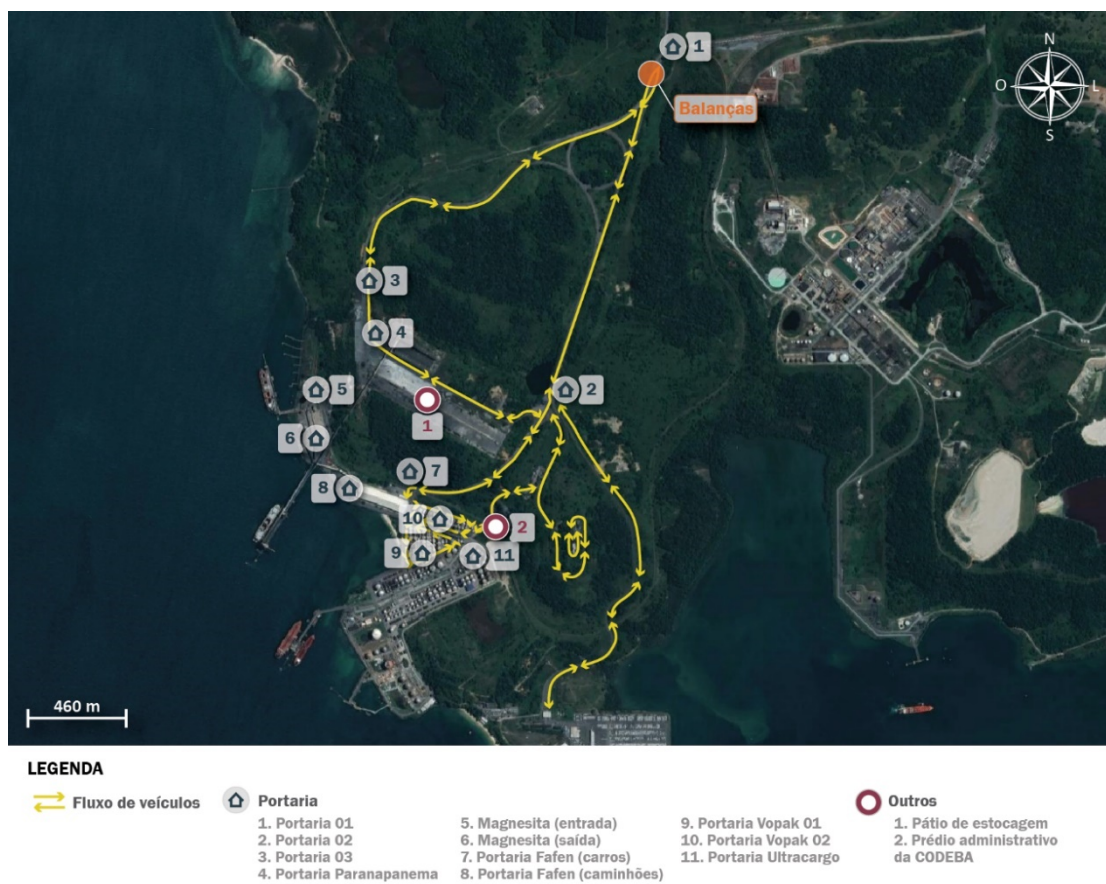 1
Balanças
N
O
L
S
3
4
5
2
1
6
7
8
10
2
9
11
460 m
LEGENDA
Fluxo de veículos
Portaria
1. Portaria 01
2. Portaria 02
3. Portaria 03
4. Portaria Paranapanema
5. Magnesita (entrada)
6. Magnesita (saída)
7. Portaria Fafen (carros)
8. Portaria Fafen (caminhões)
9. Portaria Vopak 01
10. Portaria Vopak 02
11. Portaria Ultracargo
Outros
1. Pátio de estocagem
2. Prédio administrativo
da CODEBA